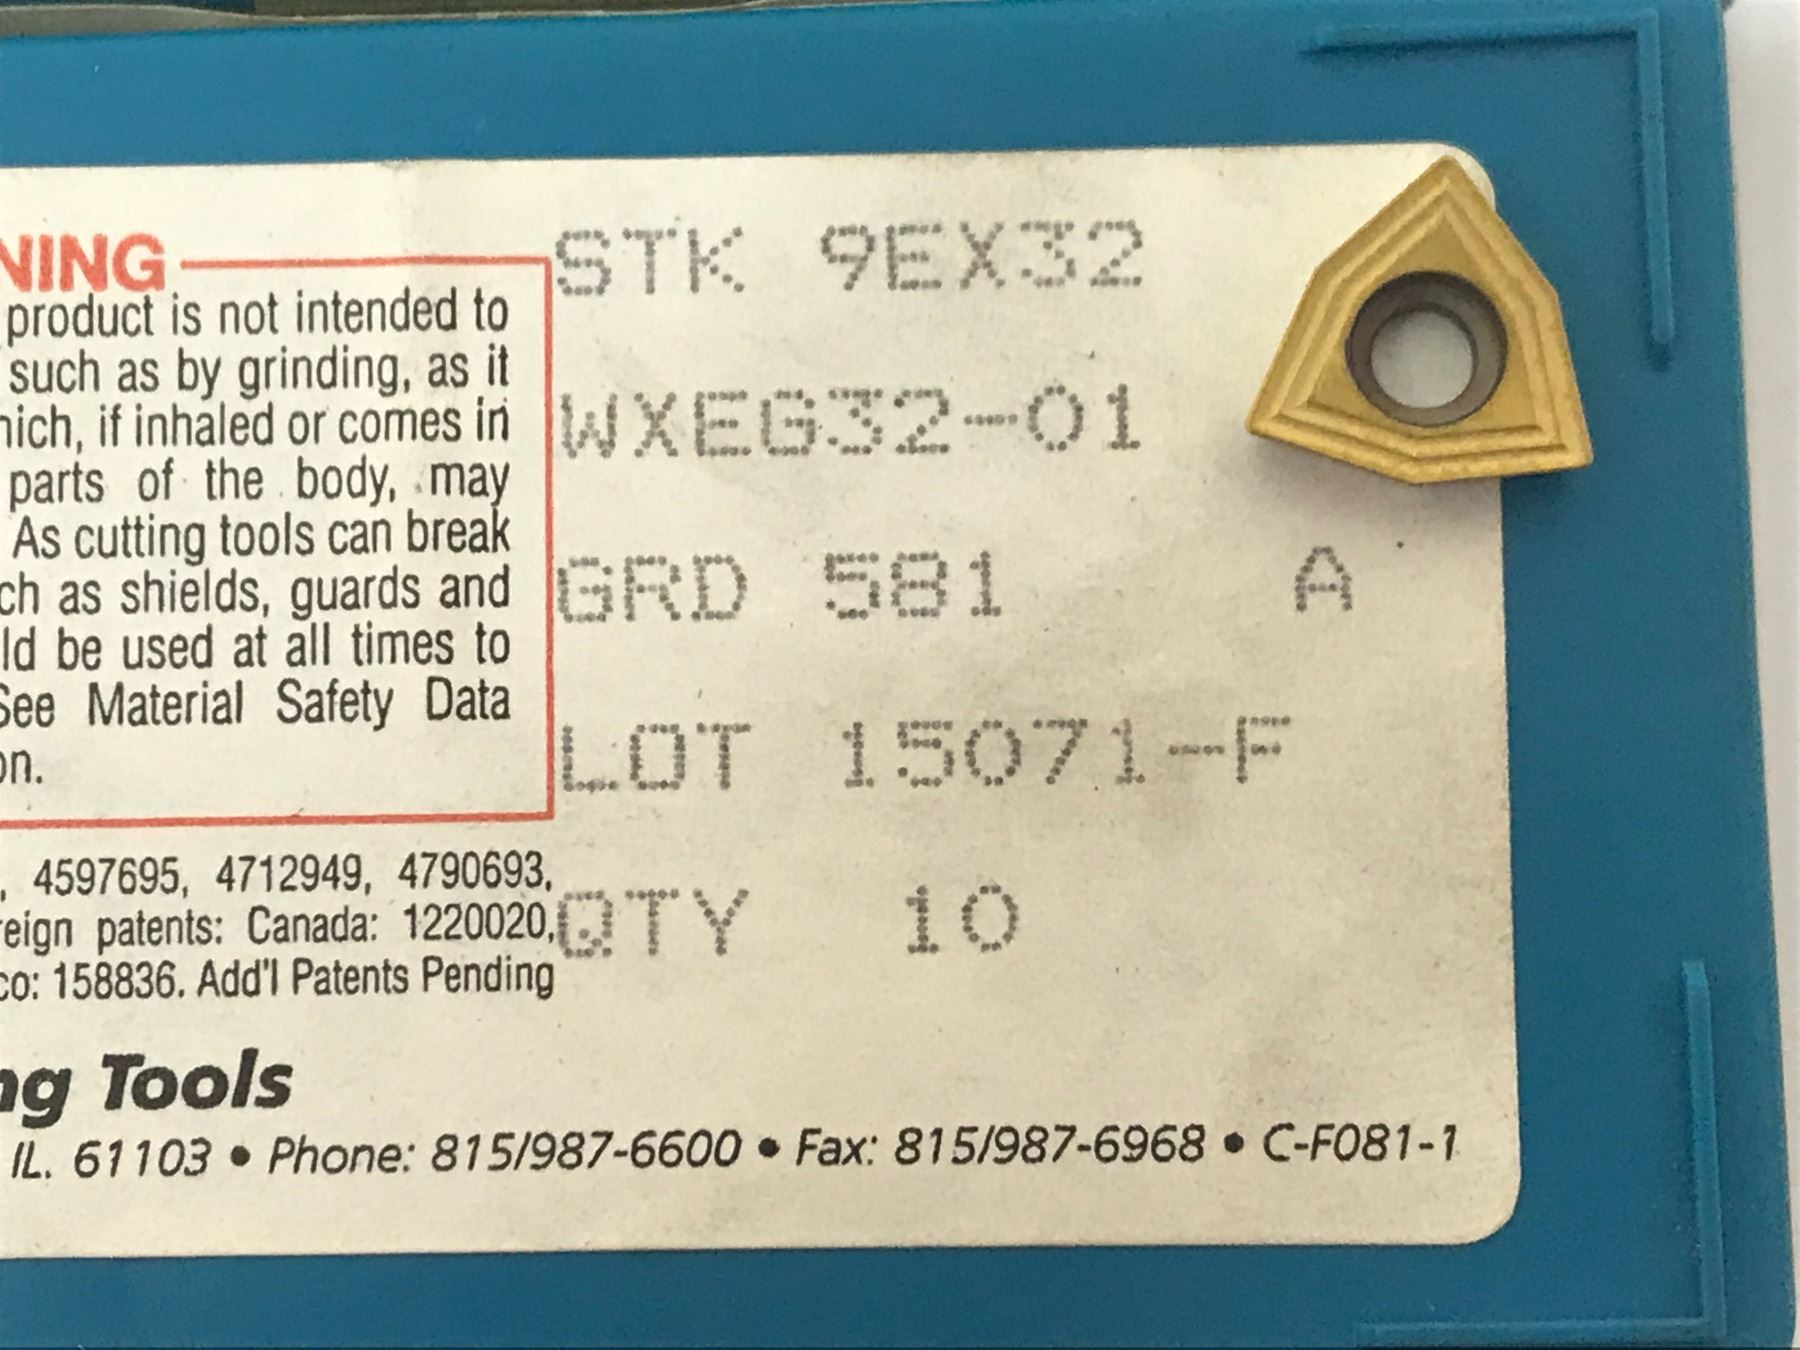 NING
product is not intended to
such as by grinding, as it
hich, if inhaled or comes in
parts of the body, may
As cutting tools can break
ch as shields, guards and
ld be used at all times to
See Material Safety Data
on.
STK 9EX32
WXEG32-01
GRD 581 A
LOT 15071-F
QTY 10
, 4597695, 4712949, 4790693,
reign patents: Canada: 1220020,
co: 158836. Add'l Patents Pending
ng Tools
IL. 61103 • Phone: 815/987-6600 • Fax: 815/987-6968 • C-F081-1